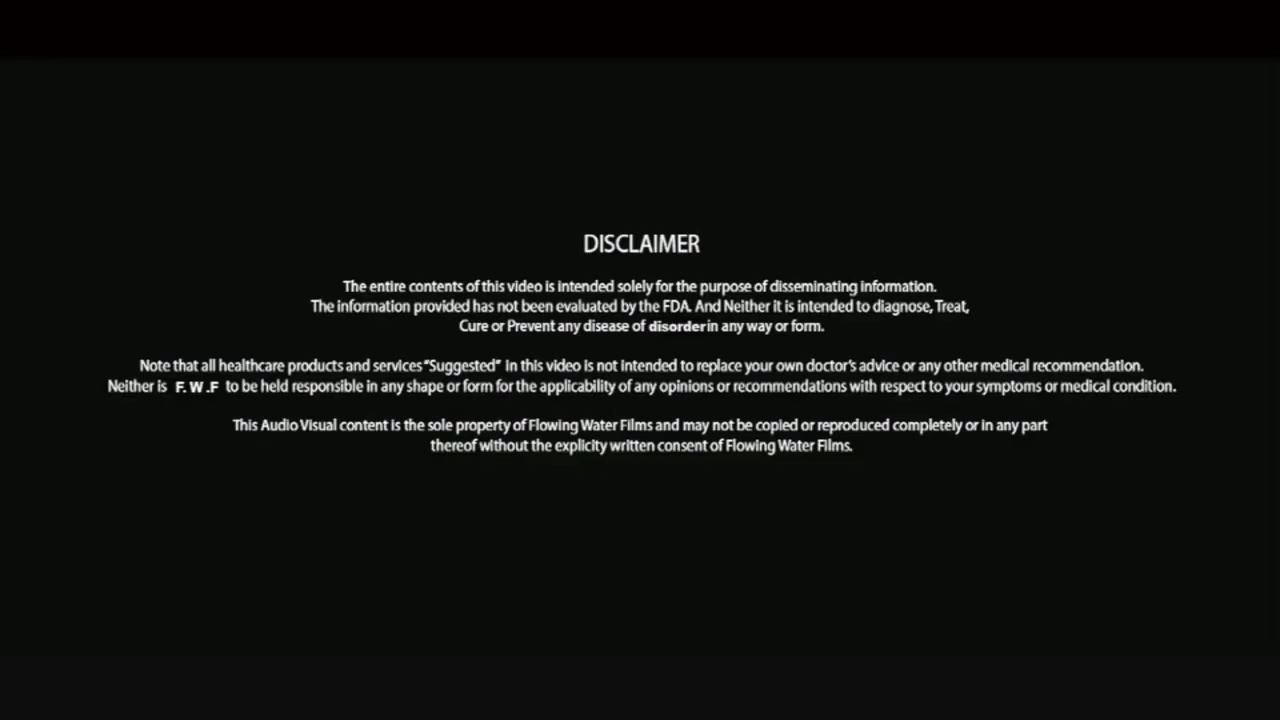 DISCLAIMER
The entire contents of this video is intended solely for the purpose of disseminating information.
The information provided has not been evaluated by the FDA. And Neither it is intended to diagnose, Treat,
Cure or Prevent any disease of disorder in any way or form.
Note that all healthcare products and services “Suggested” in this video is not intended to replace your own doctor's advice or any other medical recommendation.
Neither is F. W .F to be held responsible in any shape or form for the applicability of any opinions or recommendations with respect to your symptoms or medical condition.
This Audio Visual content is the sole property of Flowing Water Films and may not be copied or reproduced completely or in any part
thereof without the explicity written consent of Flowing Water Films.